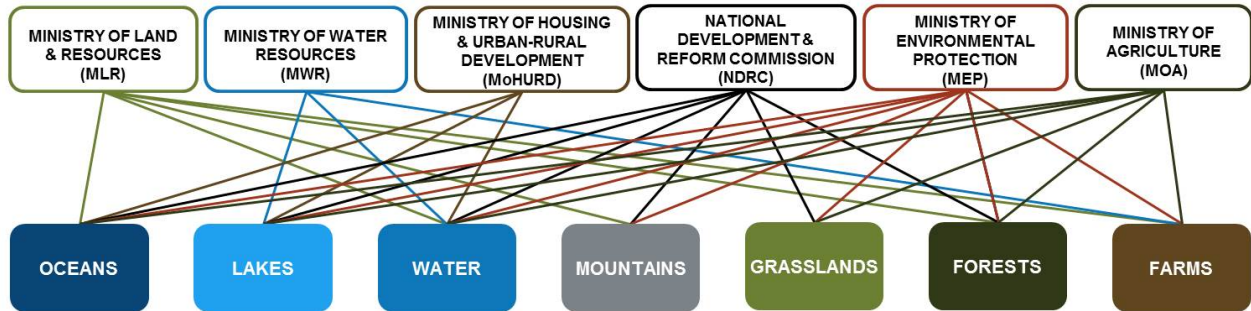 MINISTRY OF LAND
& RESOURCES
(MLR)
MINISTRY OF WATER
RESOURCES
(MWR)
MINISTRY OF HOUSING
& URBAN-RURAL
DEVELOPMENT
(MoHURD)
NATIONAL
DEVELOPMENT &
REFORM COMMISSION
(NDRC)
MINISTRY OF
ENVIRONMENTAL
PROTECTION
(MEP)
MINISTRY OF
AGRICULTURE
(MOA)
OCEANS
LAKES
WATER
MOUNTAINS
GRASSLANDS
FORESTS
FARMS